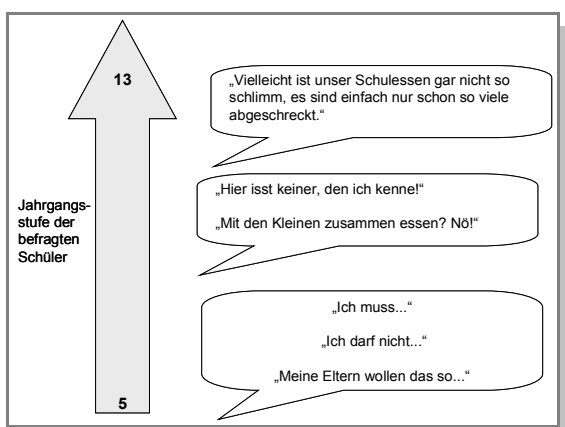 13
„Vielleicht ist unser Schulessen gar nicht so
schlimm, es sind einfach nur schon so viele
abgeschreckt.“
„Hier isst keiner, den ich kenne!“
„Mit den Kleinen zusammen essen? Nö!“
Jahrgangs-
stufe der
befragten
Schüler
„Ich muss...“
„Ich darf nicht...“
„Meine Eltern wollen das so...“
5